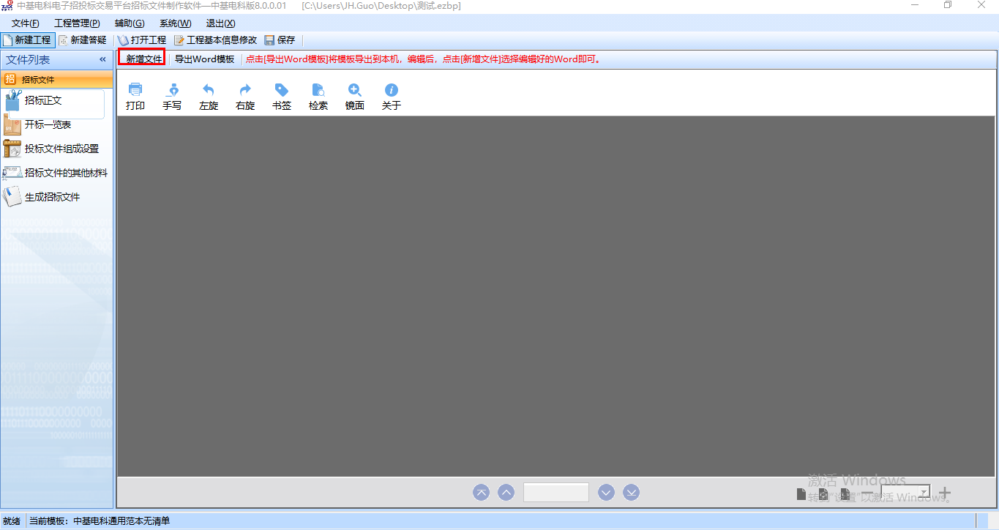 中基电科电子招投标交易平台招标文件制作软件—中基电科版8.0.0.01 [C:\Users\JH.Guo\Desktop\测试.ezbp]
文件(F) 工程管理(P) 辅助(G) 系统(W) 退出(X)
新建工程 新建答疑 打开工程 工程基本信息修改 保存
文件列表 «
新增文件 导出Word模板 点击[导出Word模板]将模板导出到本机，编辑后，点击[新增文件]选择编辑好的Word即可。
招 招标文件
招标正文
开标一览表
投标文件组成设置
招标文件的其他材料
生成招标文件
打印 手写 左旋 右旋 书签 检索 镜面 关于
激活 Windows
转到"设置"以激活 Windows。
就绪 当前模板：中基电科通用范本无清单